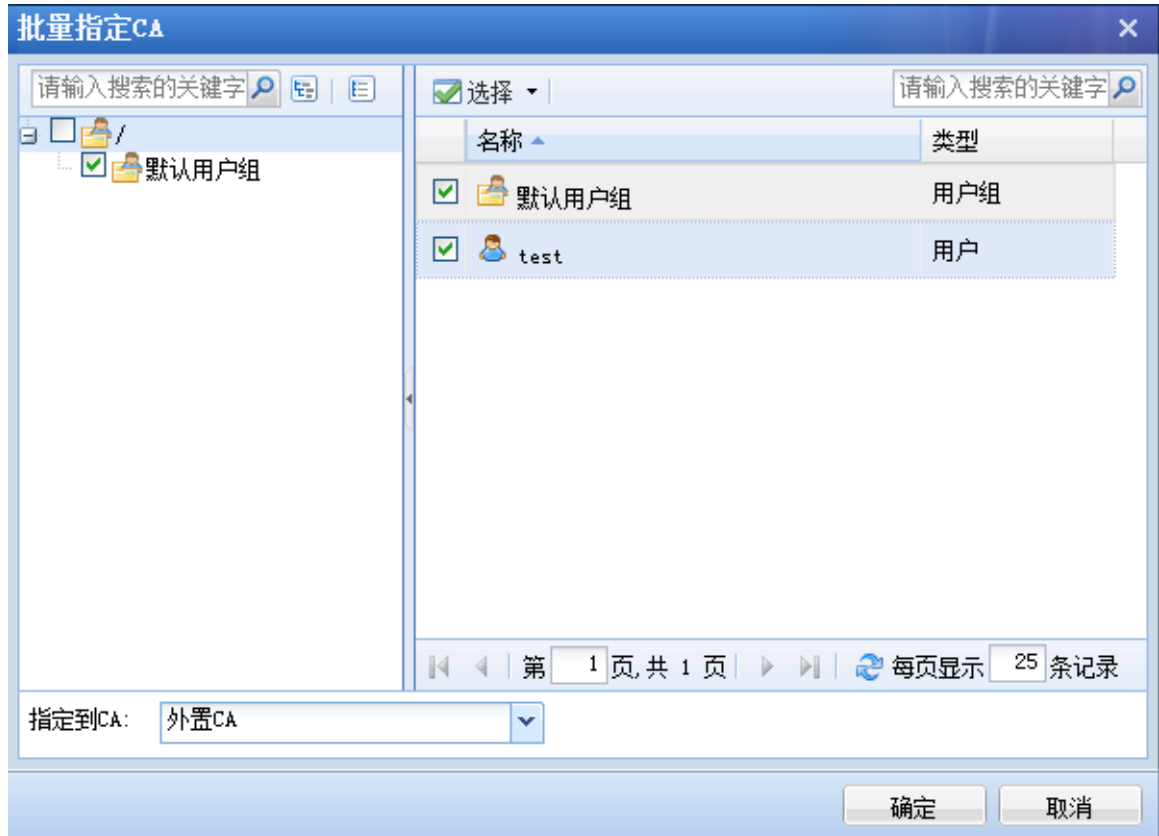 批量指定CA
请输入搜索的关键字
/
默认用户组
选择
请输入搜索的关键字
名称 类型
默认用户组 用户组
test 用户
第 1 页,共 1 页 每页显示 25 条记录
指定到CA: 外置CA
确定 取消